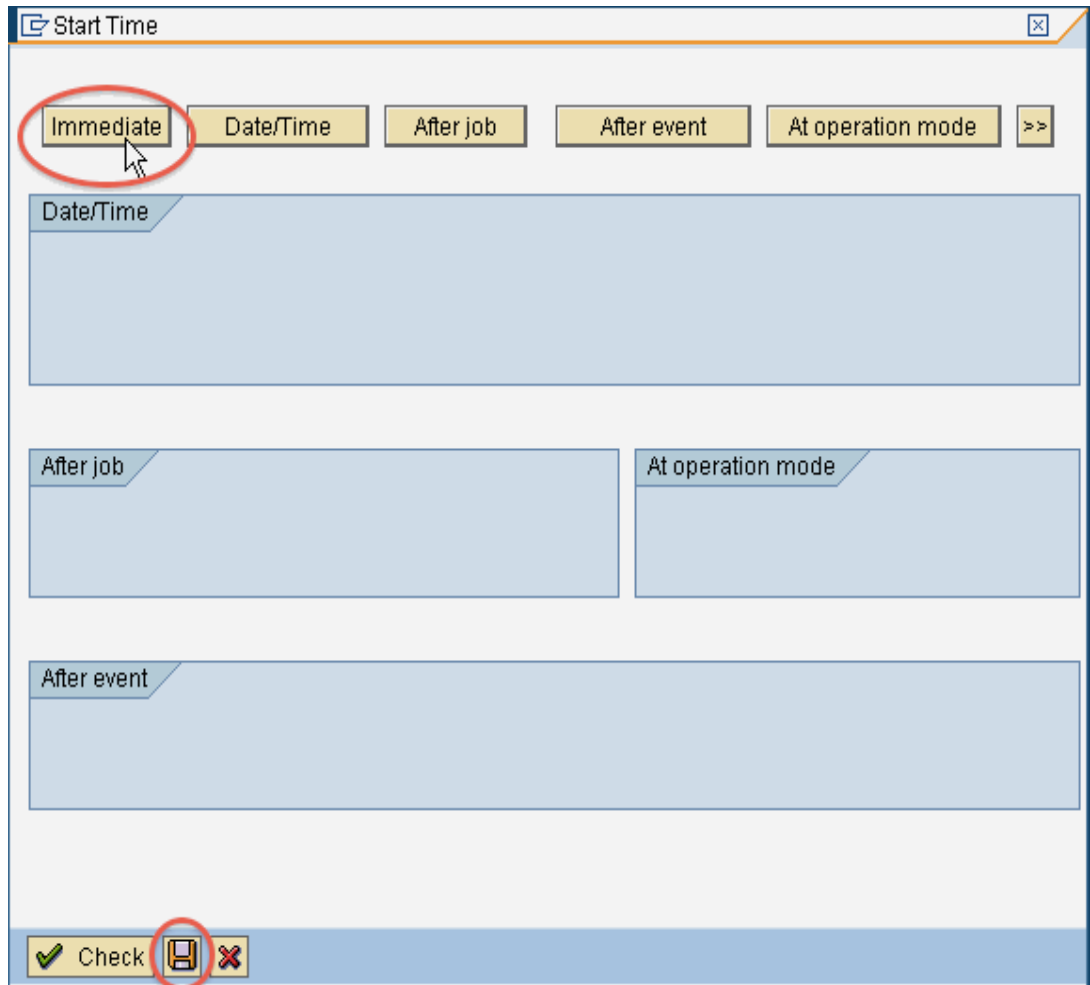 Start Time
Immediate Date/Time After job After event At operation mode >>
Date/Time
After job At operation mode
After event
Check